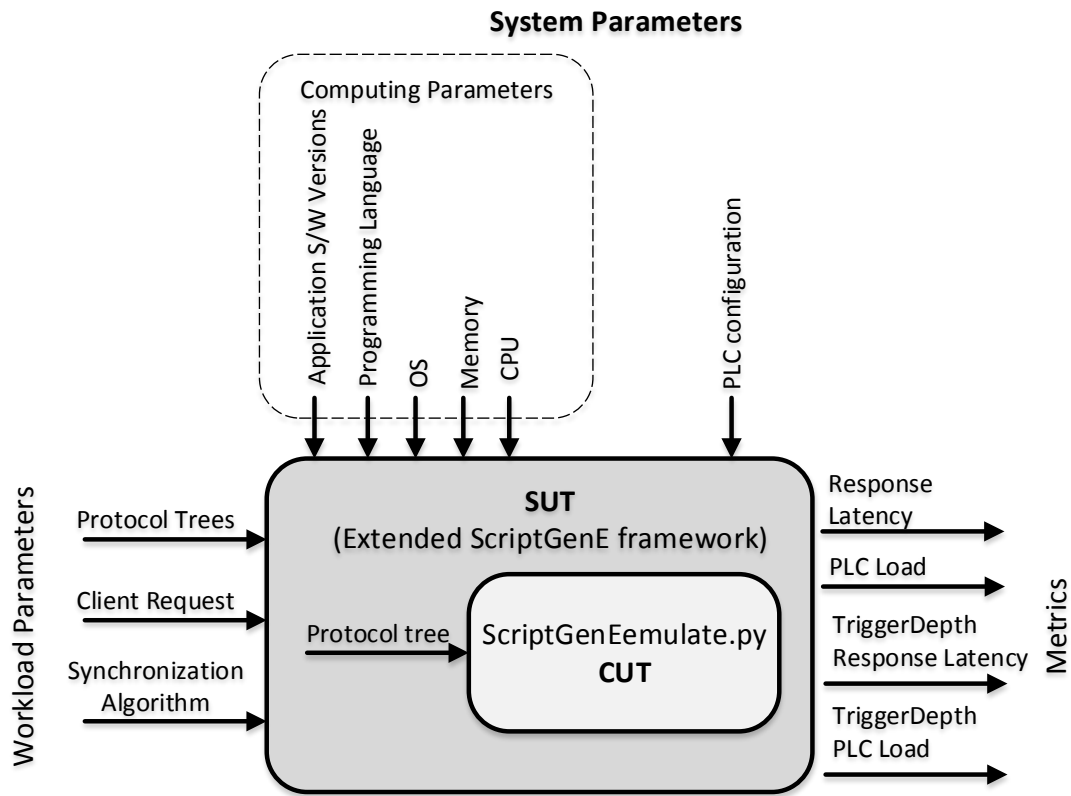 System Parameters
Computing Parameters
Application S/W Versions
Programming Language
OS
Memory
CPU
PLC configuration
Workload Parameters
Protocol Trees
Client Request
Synchronization
Algorithm
SUT
(Extended ScriptGenE framework)
Protocol tree
ScriptGenEemulate.py
CUT
Response
Latency
PLC Load
TriggerDepth
Response Latency
TriggerDepth
PLC Load
Metrics